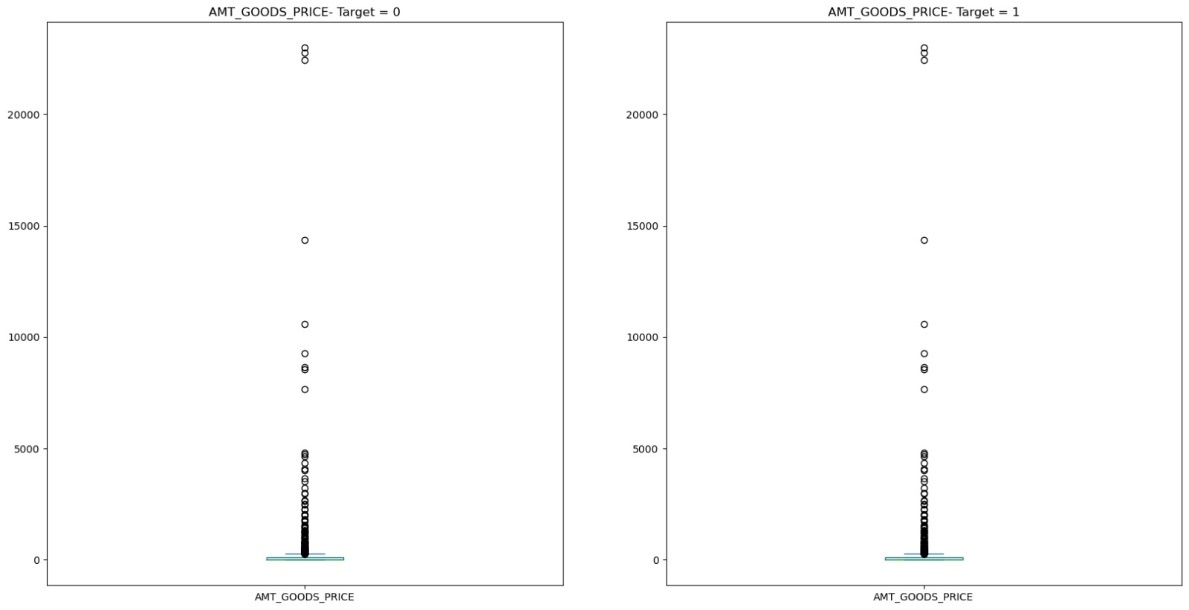 AMT_GOODS_PRICE- Target = 0
20000
15000
10000
5000
0
AMT_GOODS_PRICE
AMT_GOODS_PRICE- Target = 1
20000
15000
10000
5000
0
AMT_GOODS_PRICE